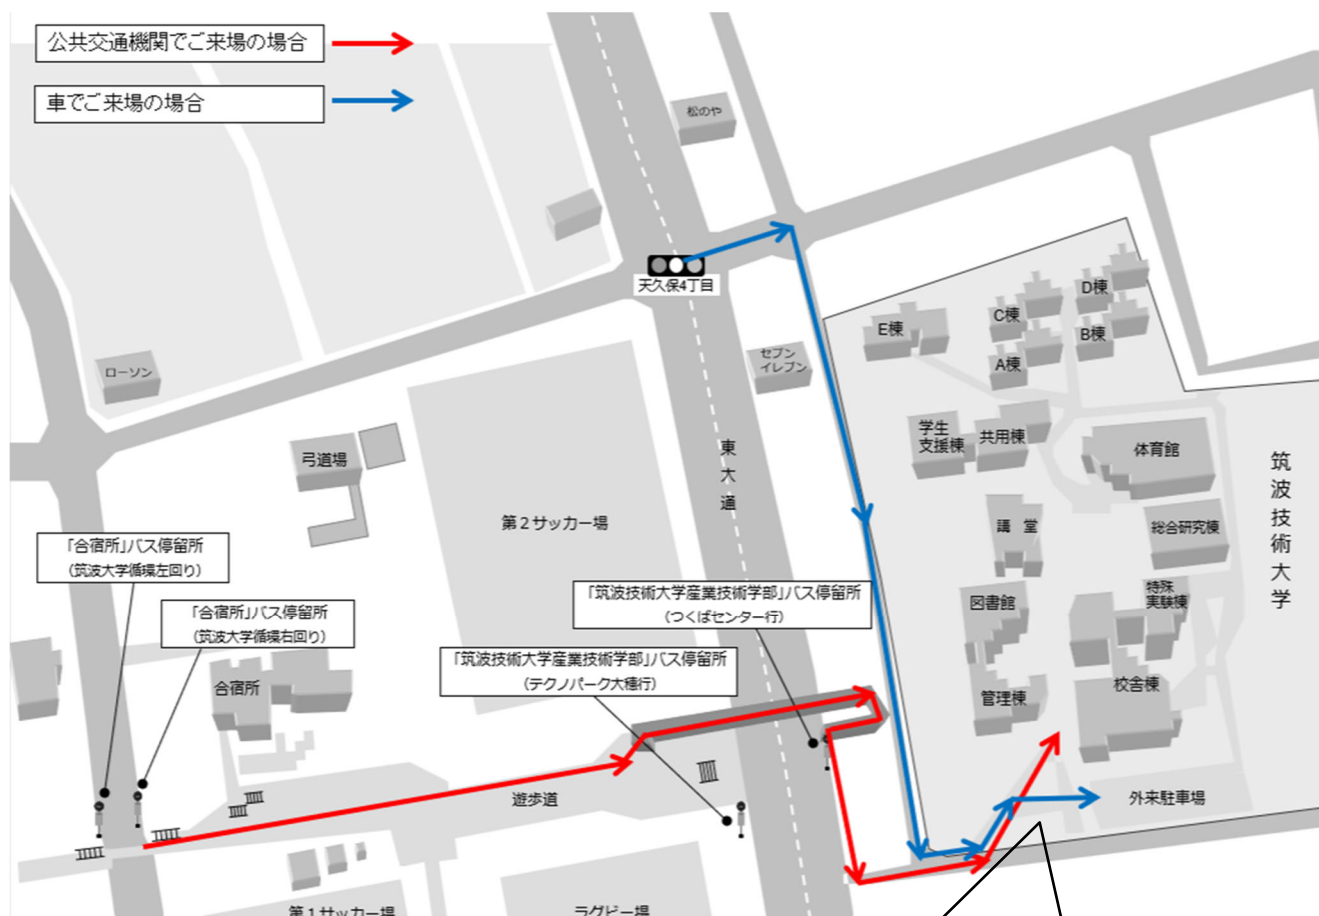 公共交通機関でご来場の場合
車でご来場の場合
松のや
天久保4丁目
ローソン
セブン
イレブン
E棟
C棟
D棟
A棟
B棟
学生
支援棟
共用棟
体育館
弓道場
東大通
第2サッカー場
講 堂
総合研究棟
筑波技術大学
「合宿所」バス停留所
(筑波大学循環左回り)
「合宿所」バス停留所
(筑波大学循環右回り)
「筑波技術大学産業技術学部」バス停留所
(つくばセンター行)
「筑波技術大学産業技術学部」バス停留所
(テクノパーク大穂行)
図書館
特殊
実験棟
合宿所
管理棟
校舎棟
遊歩道
外来駐車場
第1サッカー場
ラグビー場